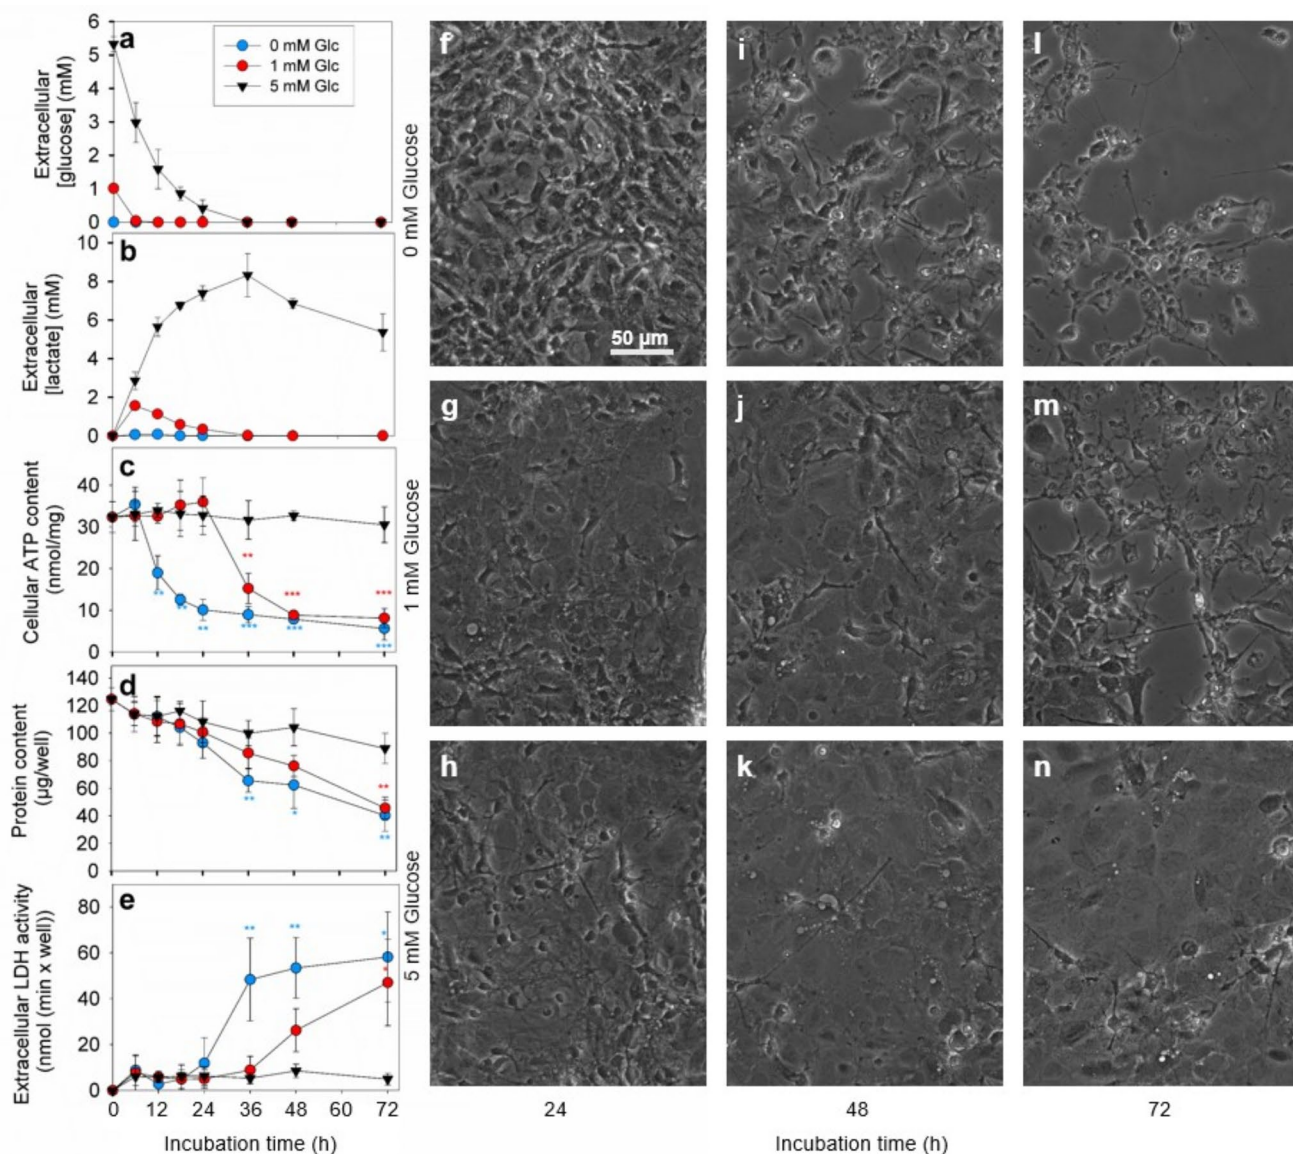 a
0 mM Glc
1 mM Glc
5 mM Glc
Extracellular
[glucose] (mM)
6
5
4
3
2
1
0
b
Extracellular
[lactate] (mM)
10
8
6
4
2
0
c
Cellular ATP content
(nmol/mg)
40
30
20
10
0
**
**
**
**
***
***
***
***
***
d
Protein content
(µg/well)
140
120
100
80
60
40
20
0
**
*
**
**
e
Extracellular LDH activity
(nmol (min x well))
80
60
40
20
0
**
**
*
*
0 12 24 36 48 60 72
Incubation time (h)
0 mM Glucose
1 mM Glucose
5 mM Glucose
f
50 µm
i
l
g
j
m
h
k
n
24 48 72
Incubation time (h)